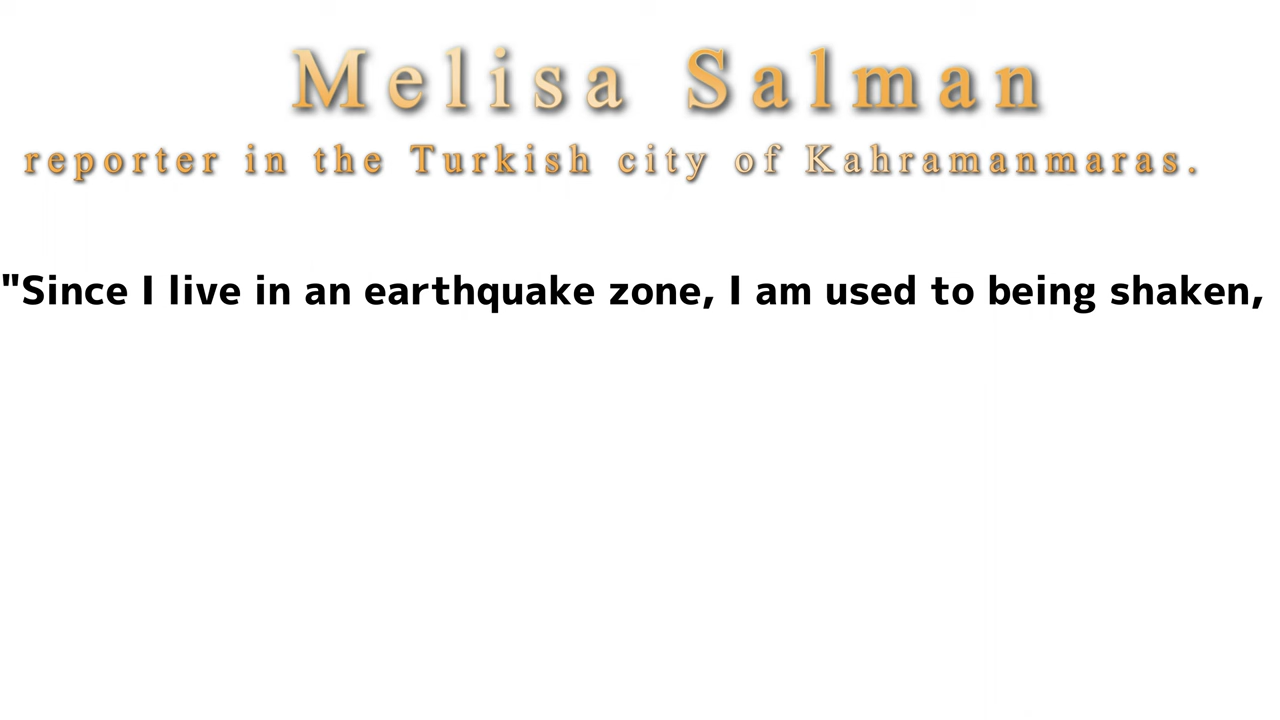 Melisa Salman
reporter in the Turkish city of Kahramanmaras.
"Since I live in an earthquake zone, I am used to being shaken,